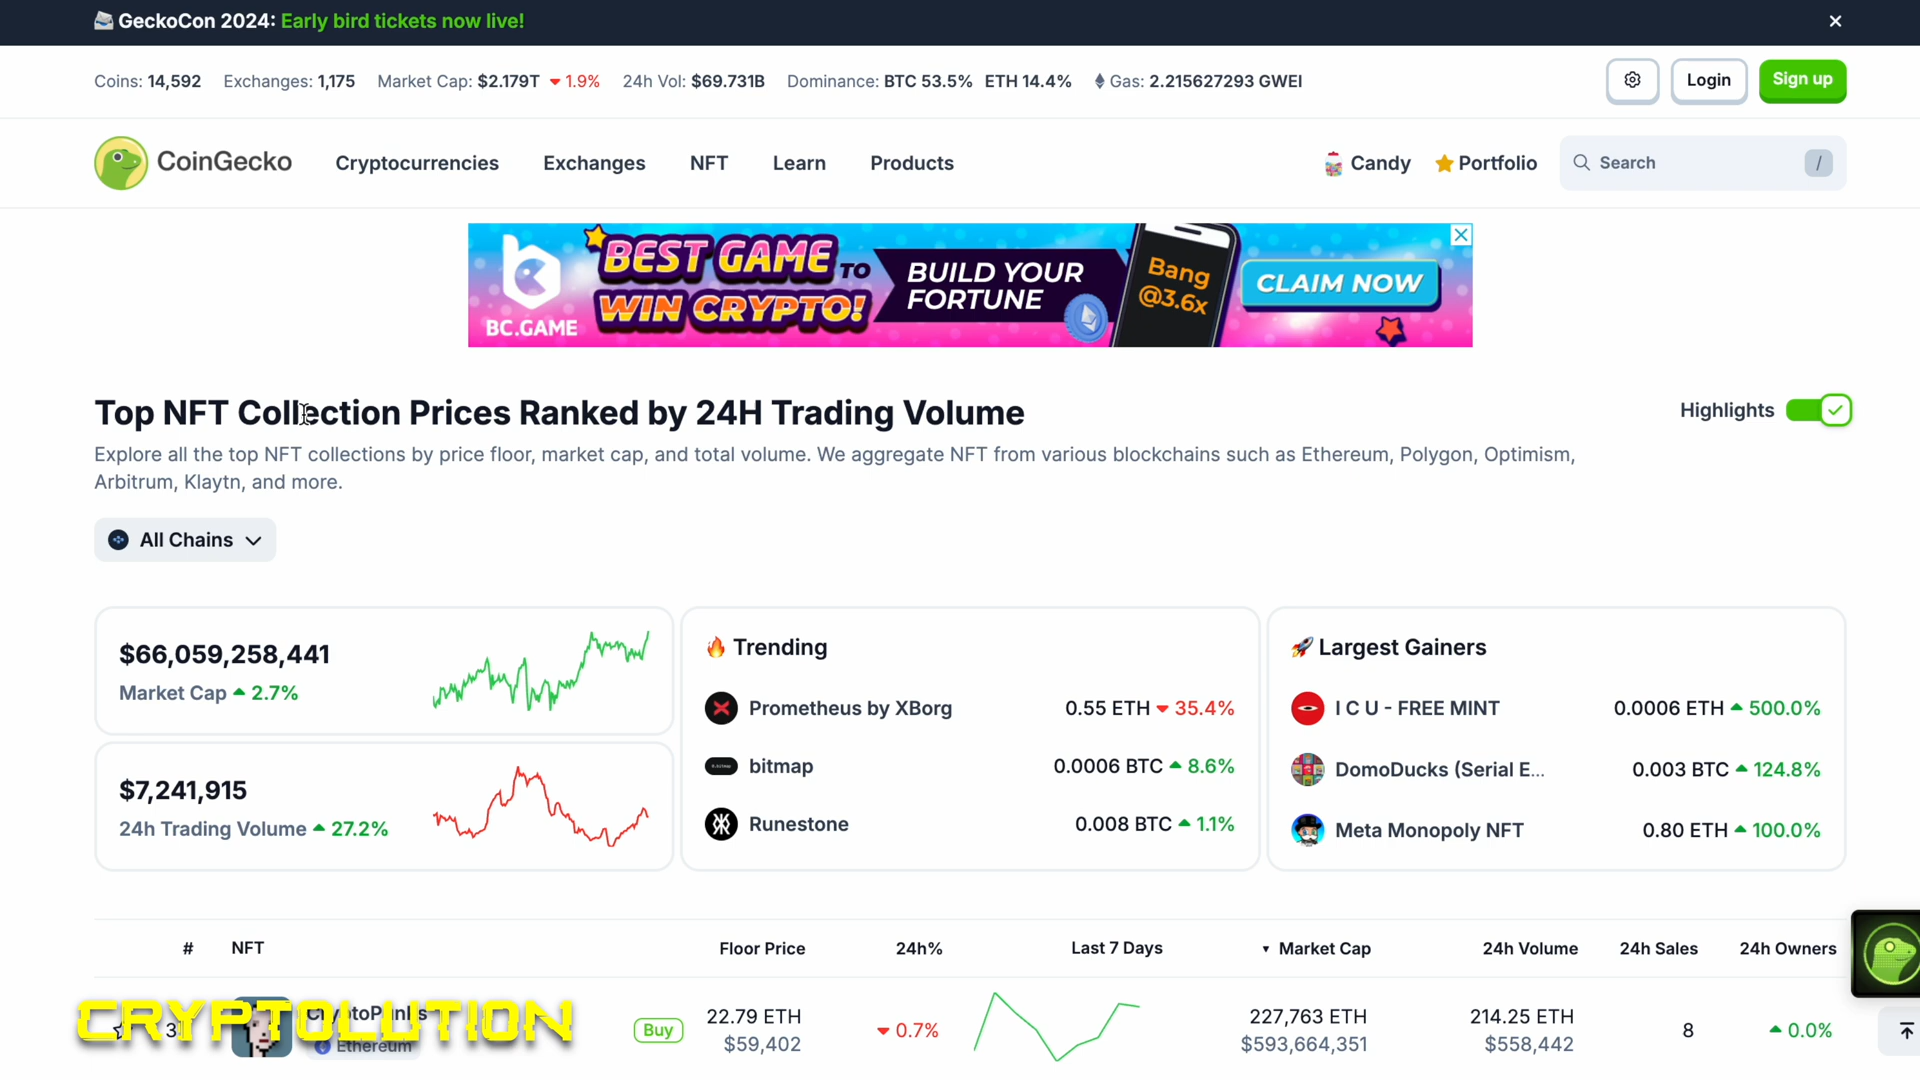 GeckoCon 2024: Early bird tickets now live!
Coins: 14,592 Exchanges: 1,175 Market Cap: $2.179T 1.9% 24h Vol: $69.731B Dominance: BTC 53.5% ETH 14.4% Gas: 2.215627293 GWEI
Login
Sign up
CoinGecko
Cryptocurrencies Exchanges NFT Learn Products
Candy Portfolio Search /
BC.GAME
BEST GAME TO
WIN CRYPTO!
BUILD YOUR
FORTUNE
Bang
@3.6x
CLAIM NOW
Top NFT Collection Prices Ranked by 24H Trading Volume
Highlights
Explore all the top NFT collections by price floor, market cap, and total volume. We aggregate NFT from various blockchains such as Ethereum, Polygon, Optimism,
Arbitrum, Klaytn, and more.
All Chains
$66,059,258,441
Market Cap 2.7%
$7,241,915
24h Trading Volume 27.2%
Trending
Prometheus by XBorg 0.55 ETH 35.4%
bitmap 0.0006 BTC 8.6%
Runestone 0.008 BTC 1.1%
Largest Gainers
I C U - FREE MINT 0.0006 ETH 500.0%
DomoDucks (Serial E... 0.003 BTC 124.8%
Meta Monopoly NFT 0.80 ETH 100.0%
# NFT Floor Price 24h% Last 7 Days Market Cap 24h Volume 24h Sales 24h Owners
CryptoPunks
Ethereum
Buy
22.79 ETH
$59,402
0.7%
227,763 ETH
$593,664,351
214.25 ETH
$558,442
8
0.0%
CRYPTOLUTION